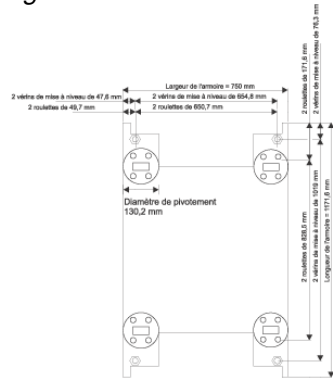 Largeur de l'armoire = 750 mm
2 vérins de mise à niveau de 47,6 mm
2 vérins de mise à niveau de 654,8 mm
2 roulettes de 49,7 mm
2 roulettes de 650,7 mm
2 roulettes de 171,6 mm
2 vérins de mise à niveau de 76,3 mm
Diamètre de pivotement
130,2 mm
2 roulettes de 828,5 mm
2 vérins de mise à niveau de 1019 mm
Longueur de l'armoire = 1171,6 mm